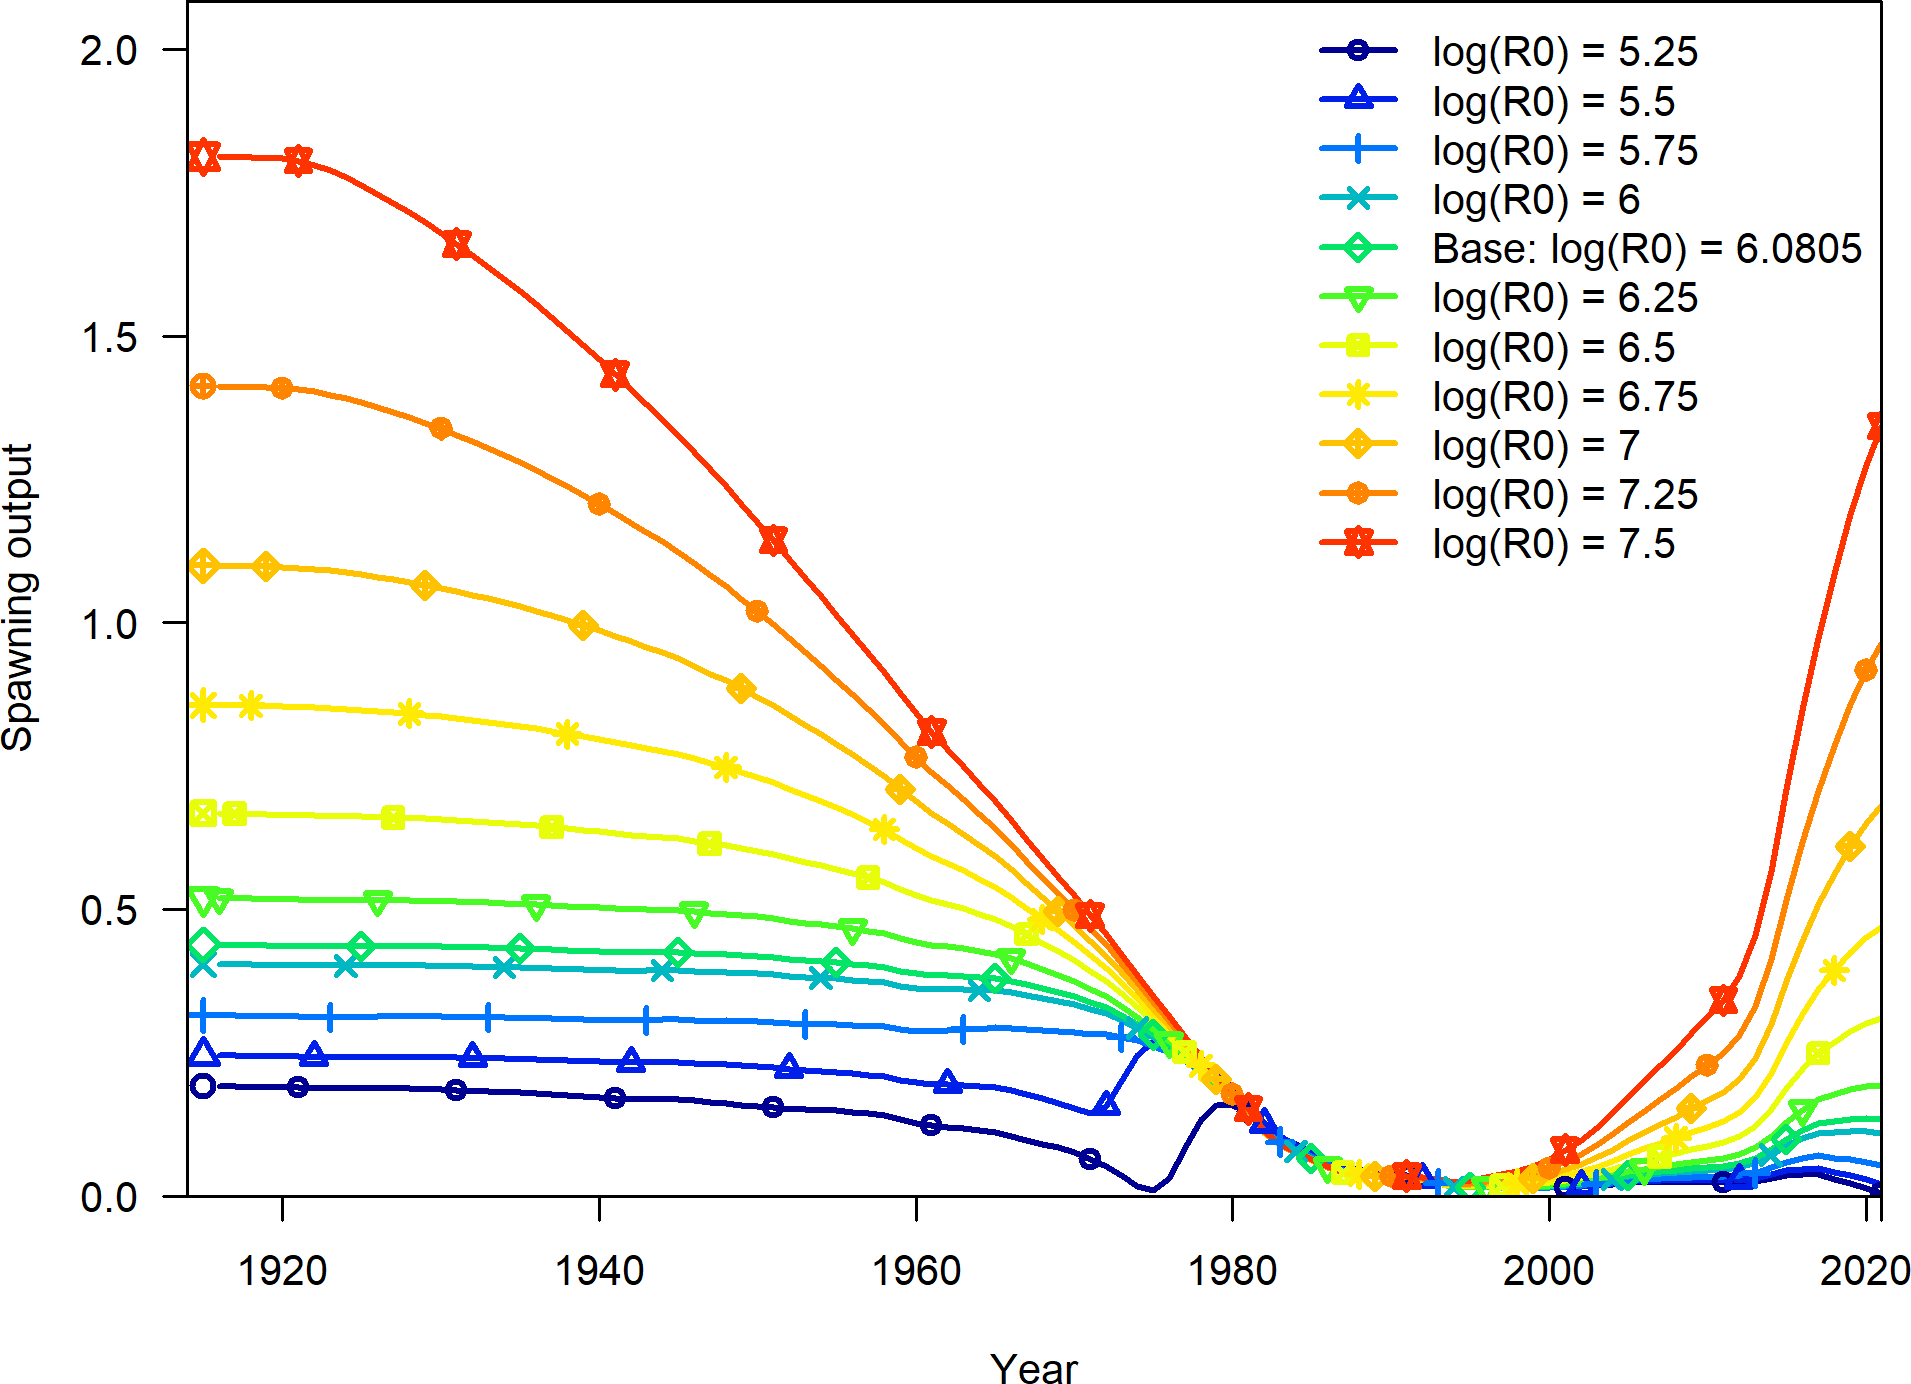 2.0
1.5
1.0
0.5
0.0
Spawning output
1920 1940 1960 1980 2000 2020
Year
log(R0) = 5.25
log(R0) = 5.5
log(R0) = 5.75
log(R0) = 6
Base: log(R0) = 6.0805
log(R0) = 6.25
log(R0) = 6.5
log(R0) = 6.75
log(R0) = 7
log(R0) = 7.25
log(R0) = 7.5